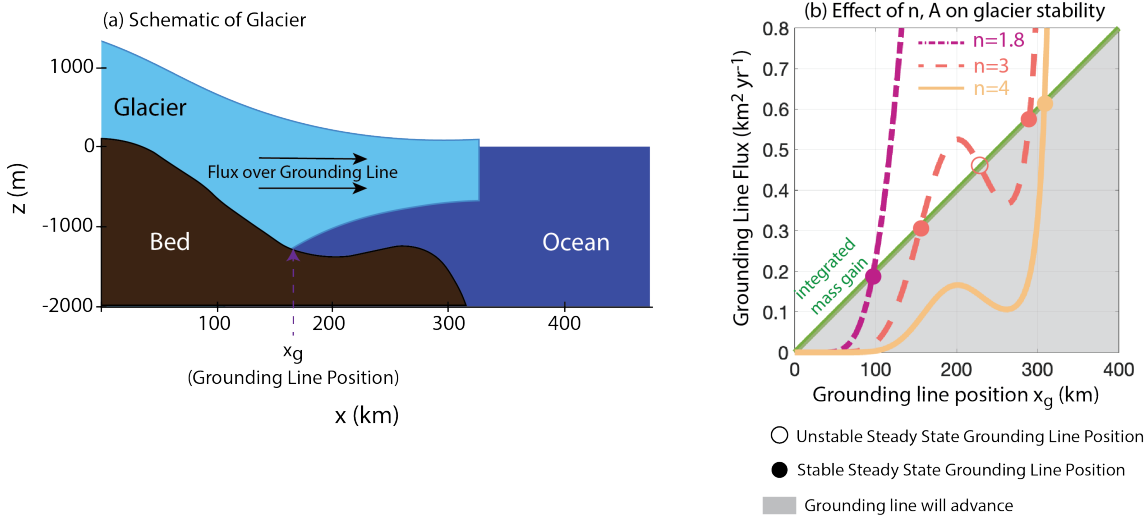 (a) Schematic of Glacier
1000
0
-1000
-2000
z (m)
Glacier
Flux over Grounding Line
Bed
Ocean
100
200
300
400
xg
(Grounding Line Position)
x (km)
(b) Effect of n, A on glacier stability
n=1.8
n=3
n=4
0.8
0.7
0.6
0.5
0.4
0.3
0.2
0.1
0
Grounding Line Flux (km² yr⁻¹)
integrated
mass gain
0
100
200
300
400
Grounding line position xg (km)
Unstable Steady State Grounding Line Position
Stable Steady State Grounding Line Position
Grounding line will advance